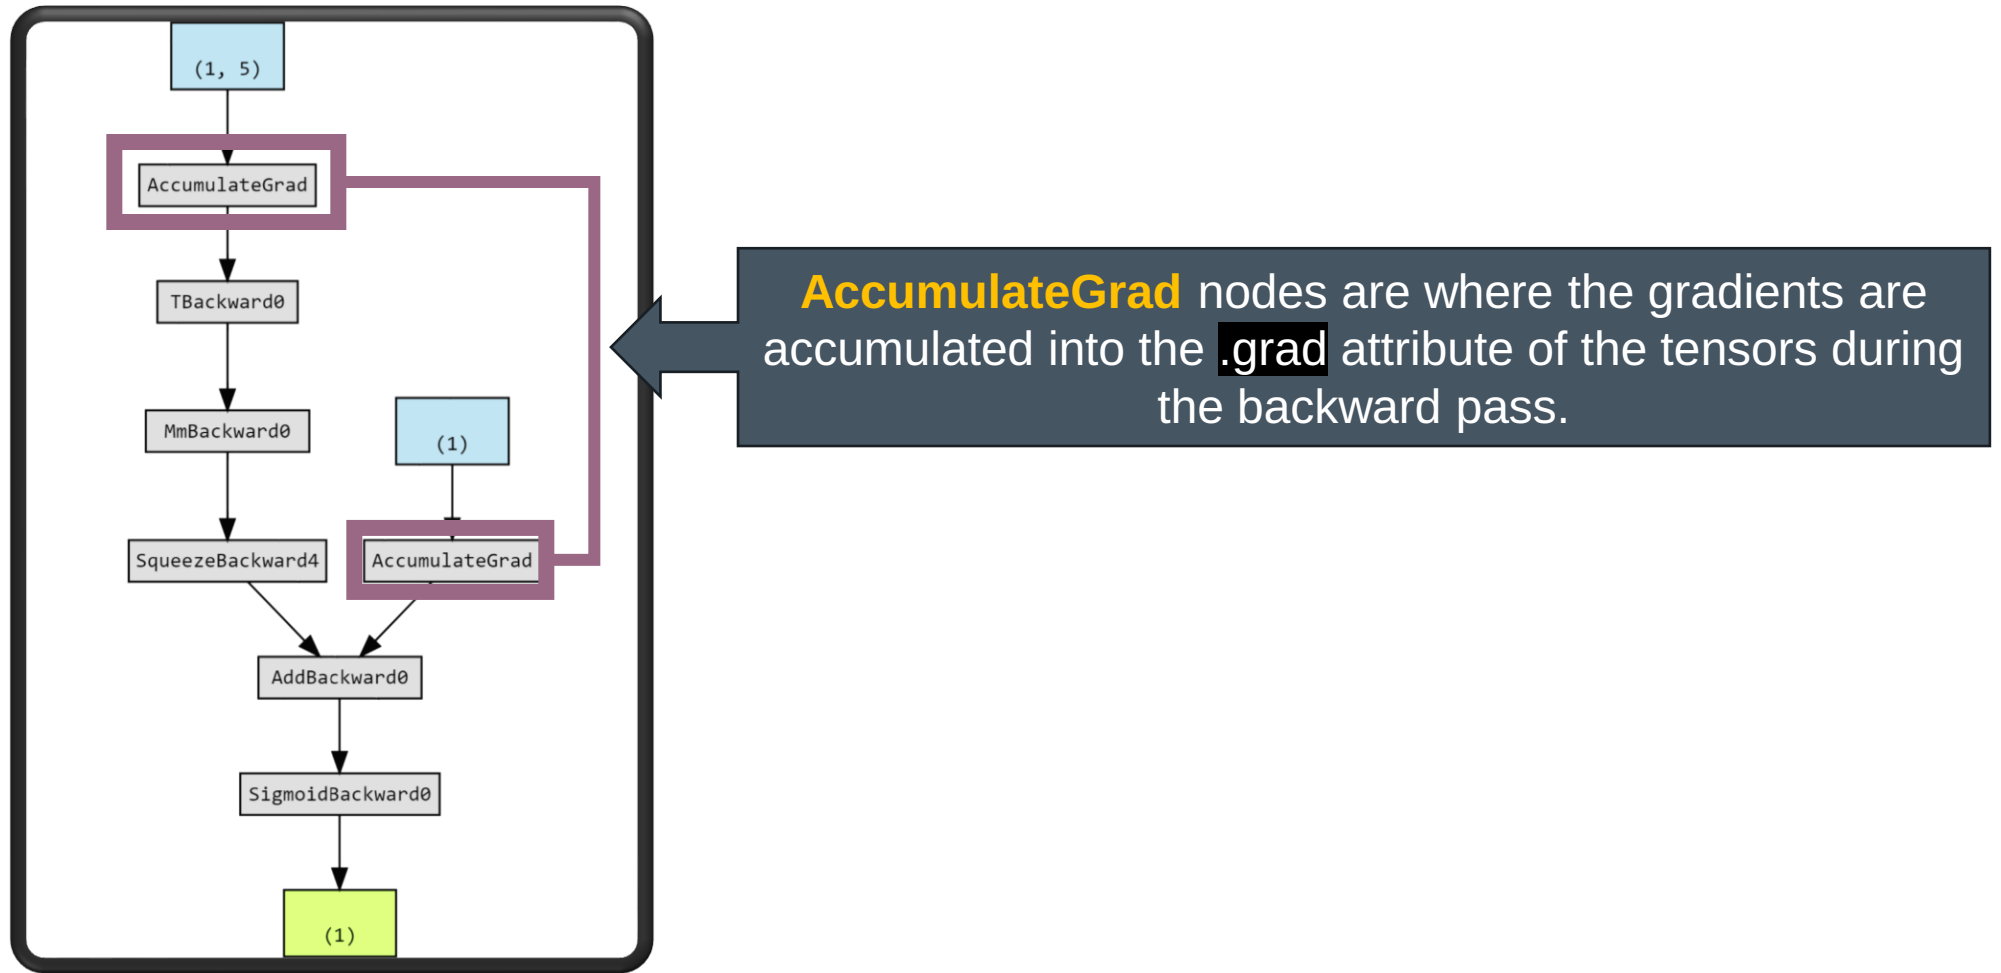 (1, 5)
AccumulateGrad
TBackward0
MmBackward0
(1)
SqueezeBackward4
AccumulateGrad
AddBackward0
SigmoidBackward0
(1)
AccumulateGrad nodes are where the gradients are
accumulated into the .grad attribute of the tensors during
the backward pass.